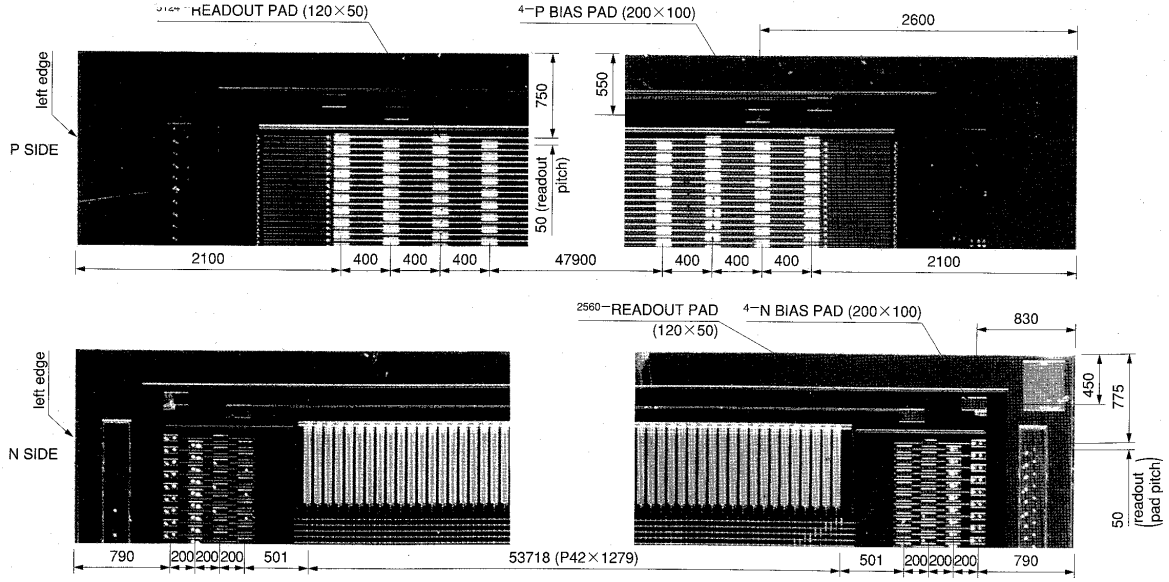 READOUT PAD (120×50)
4–P BIAS PAD (200×100)
2600
left edge
750
550
P SIDE
50 (readout
pitch)
2100
400
400
400
47900
400
400
400
2100
2560–READOUT PAD
(120×50)
4–N BIAS PAD (200×100)
830
left edge
450
775
N SIDE
50
(readout
pad pitch)
790
200
200
200
501
53718 (P42×1279)
501
200
200
200
790